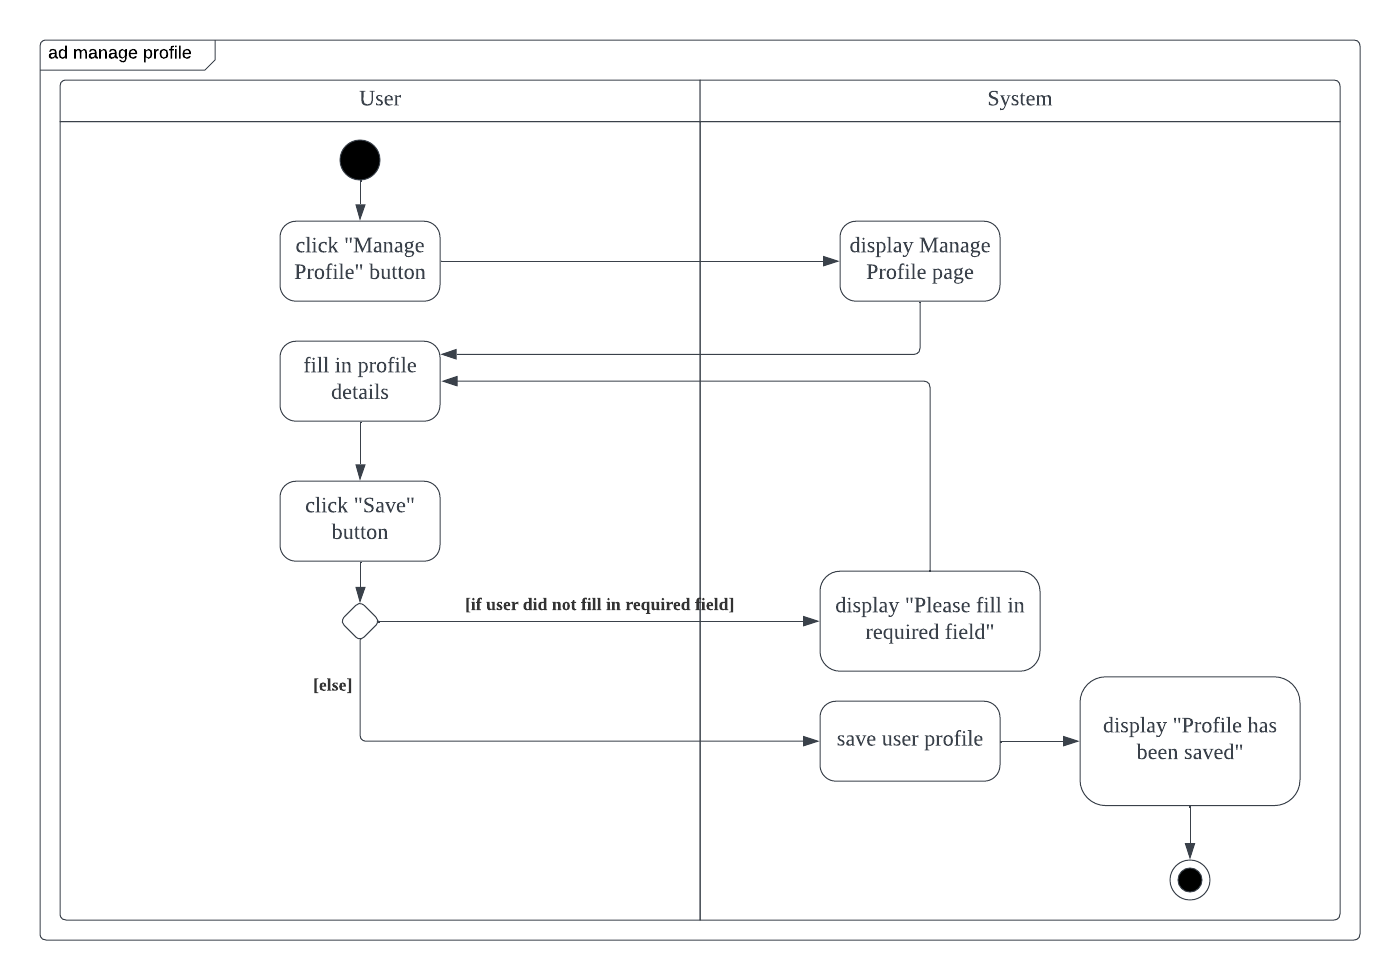 ad manage profile
User
System
click "Manage
Profile" button
display Manage
Profile page
fill in profile
details
click "Save"
button
[if user did not fill in required field]
display "Please fill in
required field"
[else]
save user profile
display "Profile has
been saved"